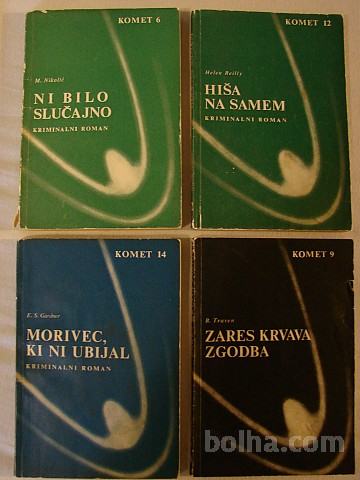 KOMET 6
M. Nikolić
NI BILO
SLUČAJNO
KRIMINALNI ROMAN
KOMET 12
Helen Reilly
HIŠA
NA SAMEM
KRIMINALNI ROMAN
KOMET 14
E. S. Gardner
MORIVEC,
KI NI UBIJAL
KRIMINALNI ROMAN
KOMET 9
B. Traven
ZARES KRVAVA
ZGODBA
bolha.com